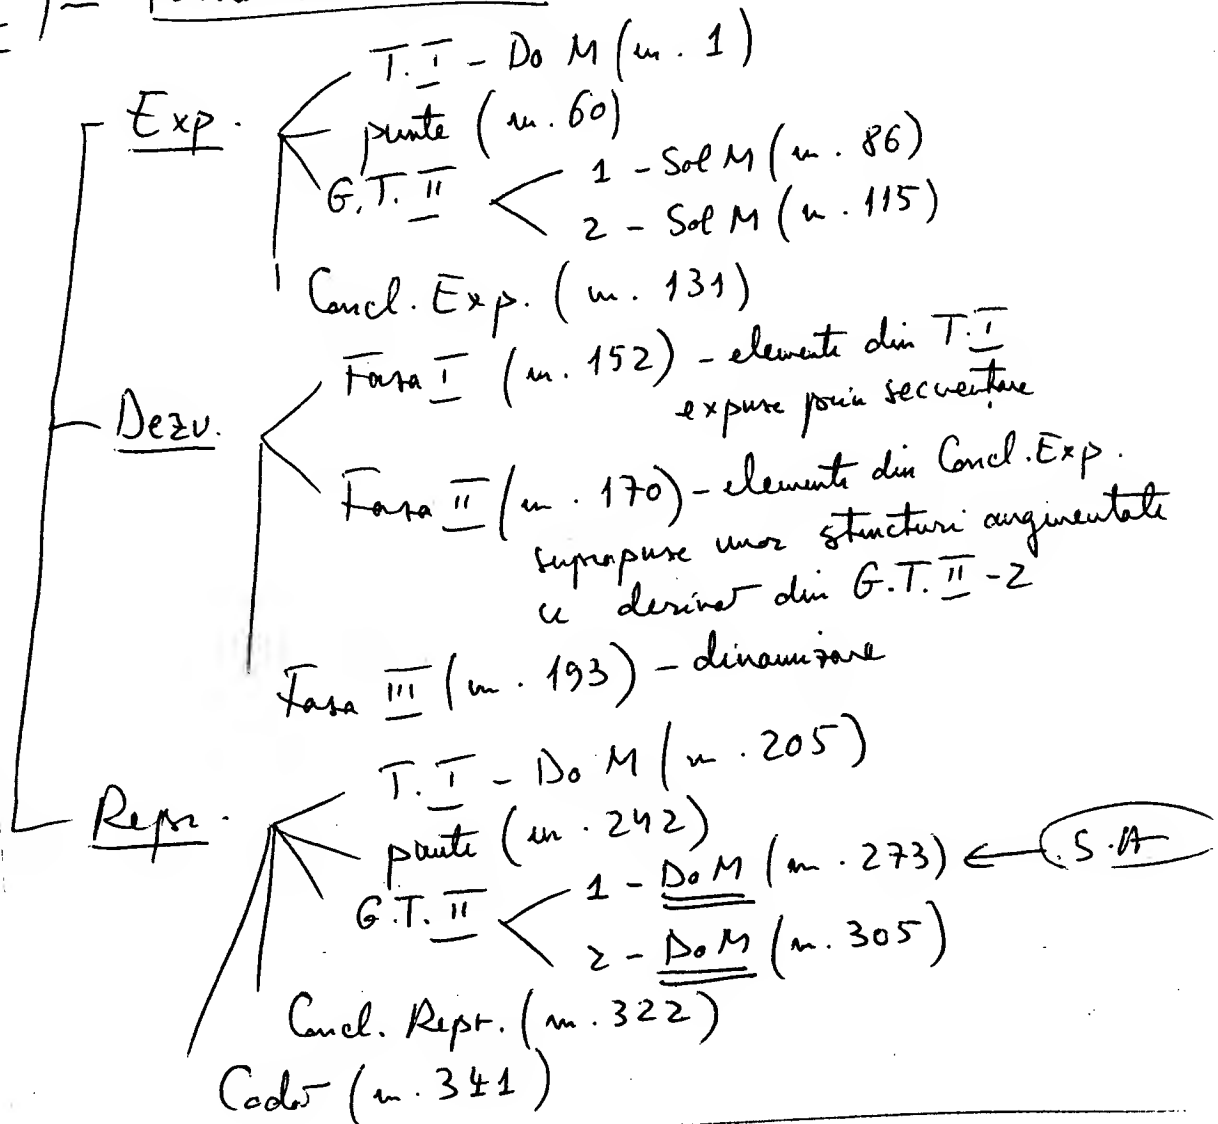 Exp.
T. I - Do M (m. 1)
punte (m. 60)
G.T. II
1 - Sol M (m. 86)
2 - Sol M (m. 115)
Concl. Exp. (m. 131)
Dezv.
Faza I (m. 152) - elemente din T. I
expuse prin secvențare
Faza II (m. 170) - elemente din Concl. Exp.
suprapuse unor structuri augmentate
ce derivă din G.T. II - 2
Faza III (m. 193) - dinamizare
Repr.
T. I - Do M (m. 205)
punte (m. 242)
G.T. II
1 - Do M (m. 273) ← S.A
2 - Do M (m. 305)
Concl. Repr. (m. 322)
Coda (m. 341)